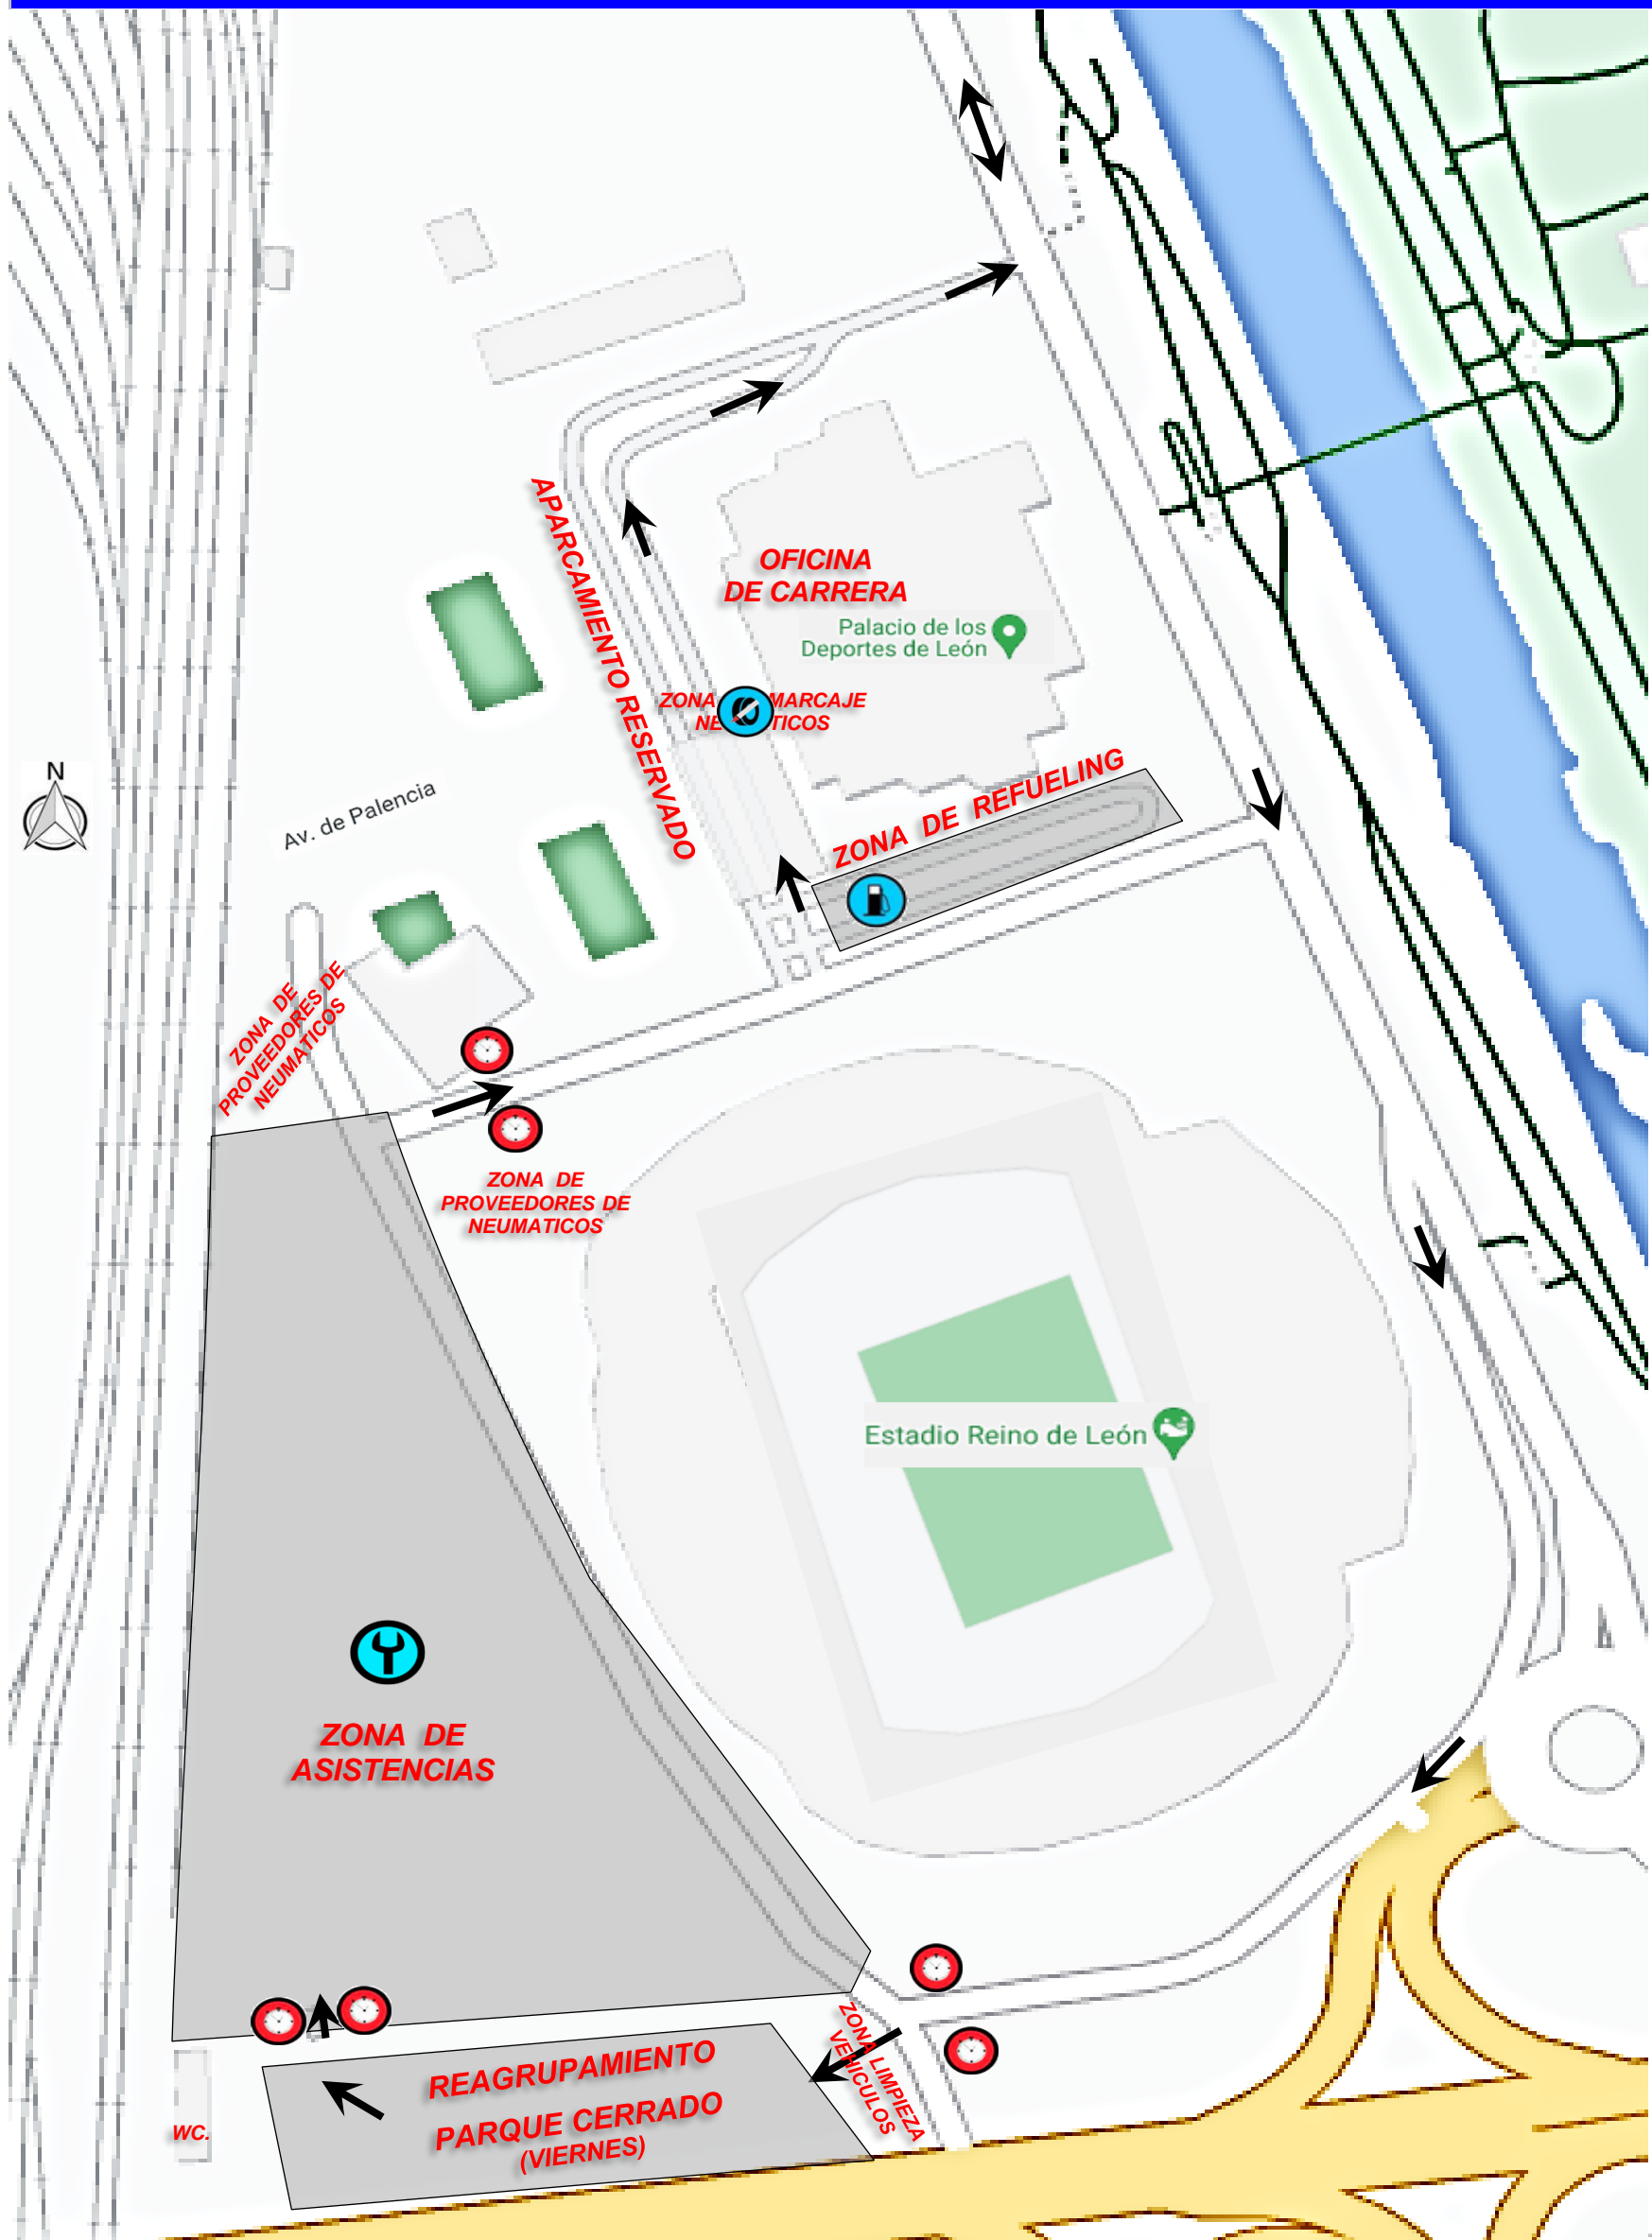 APARCAMIENTO RESERVADO
OFICINA
DE CARRERA
Palacio de los
Deportes de León
ZONA MARCAJE
NE TICOS
N
Av. de Palencia
ZONA DE REFUELING
ZONA DE
PROVEEDORES DE
NEUMATICOS
ZONA DE
PROVEEDORES DE
NEUMATICOS
Estadio Reino de León
ZONA DE
ASISTENCIAS
ZONA LIMPIEZA
VEHICULOS
REAGRUPAMIENTO
PARQUE CERRADO
(VIERNES)
WC.